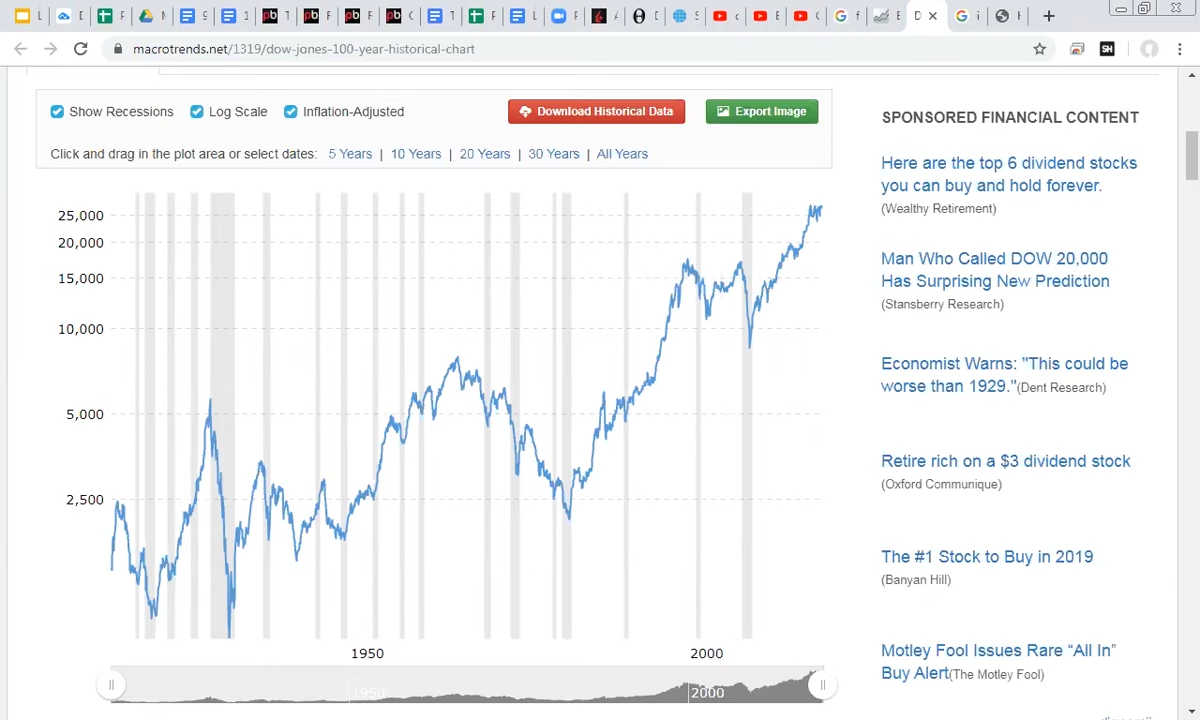 macrotrends.net/1319/dow-jones-100-year-historical-chart
SH
Show Recessions Log Scale Inflation-Adjusted Download Historical Data Export Image
Click and drag in the plot area or select dates: 5 Years | 10 Years | 20 Years | 30 Years | All Years
25,000
20,000
15,000
10,000
5,000
2,500
1950 2000
1950 2000
SPONSORED FINANCIAL CONTENT
Here are the top 6 dividend stocks
you can buy and hold forever.
(Wealthy Retirement)
Man Who Called DOW 20,000
Has Surprising New Prediction
(Stansberry Research)
Economist Warns: "This could be
worse than 1929."(Dent Research)
Retire rich on a $3 dividend stock
(Oxford Communique)
The #1 Stock to Buy in 2019
(Banyan Hill)
Motley Fool Issues Rare “All In”
Buy Alert(The Motley Fool)